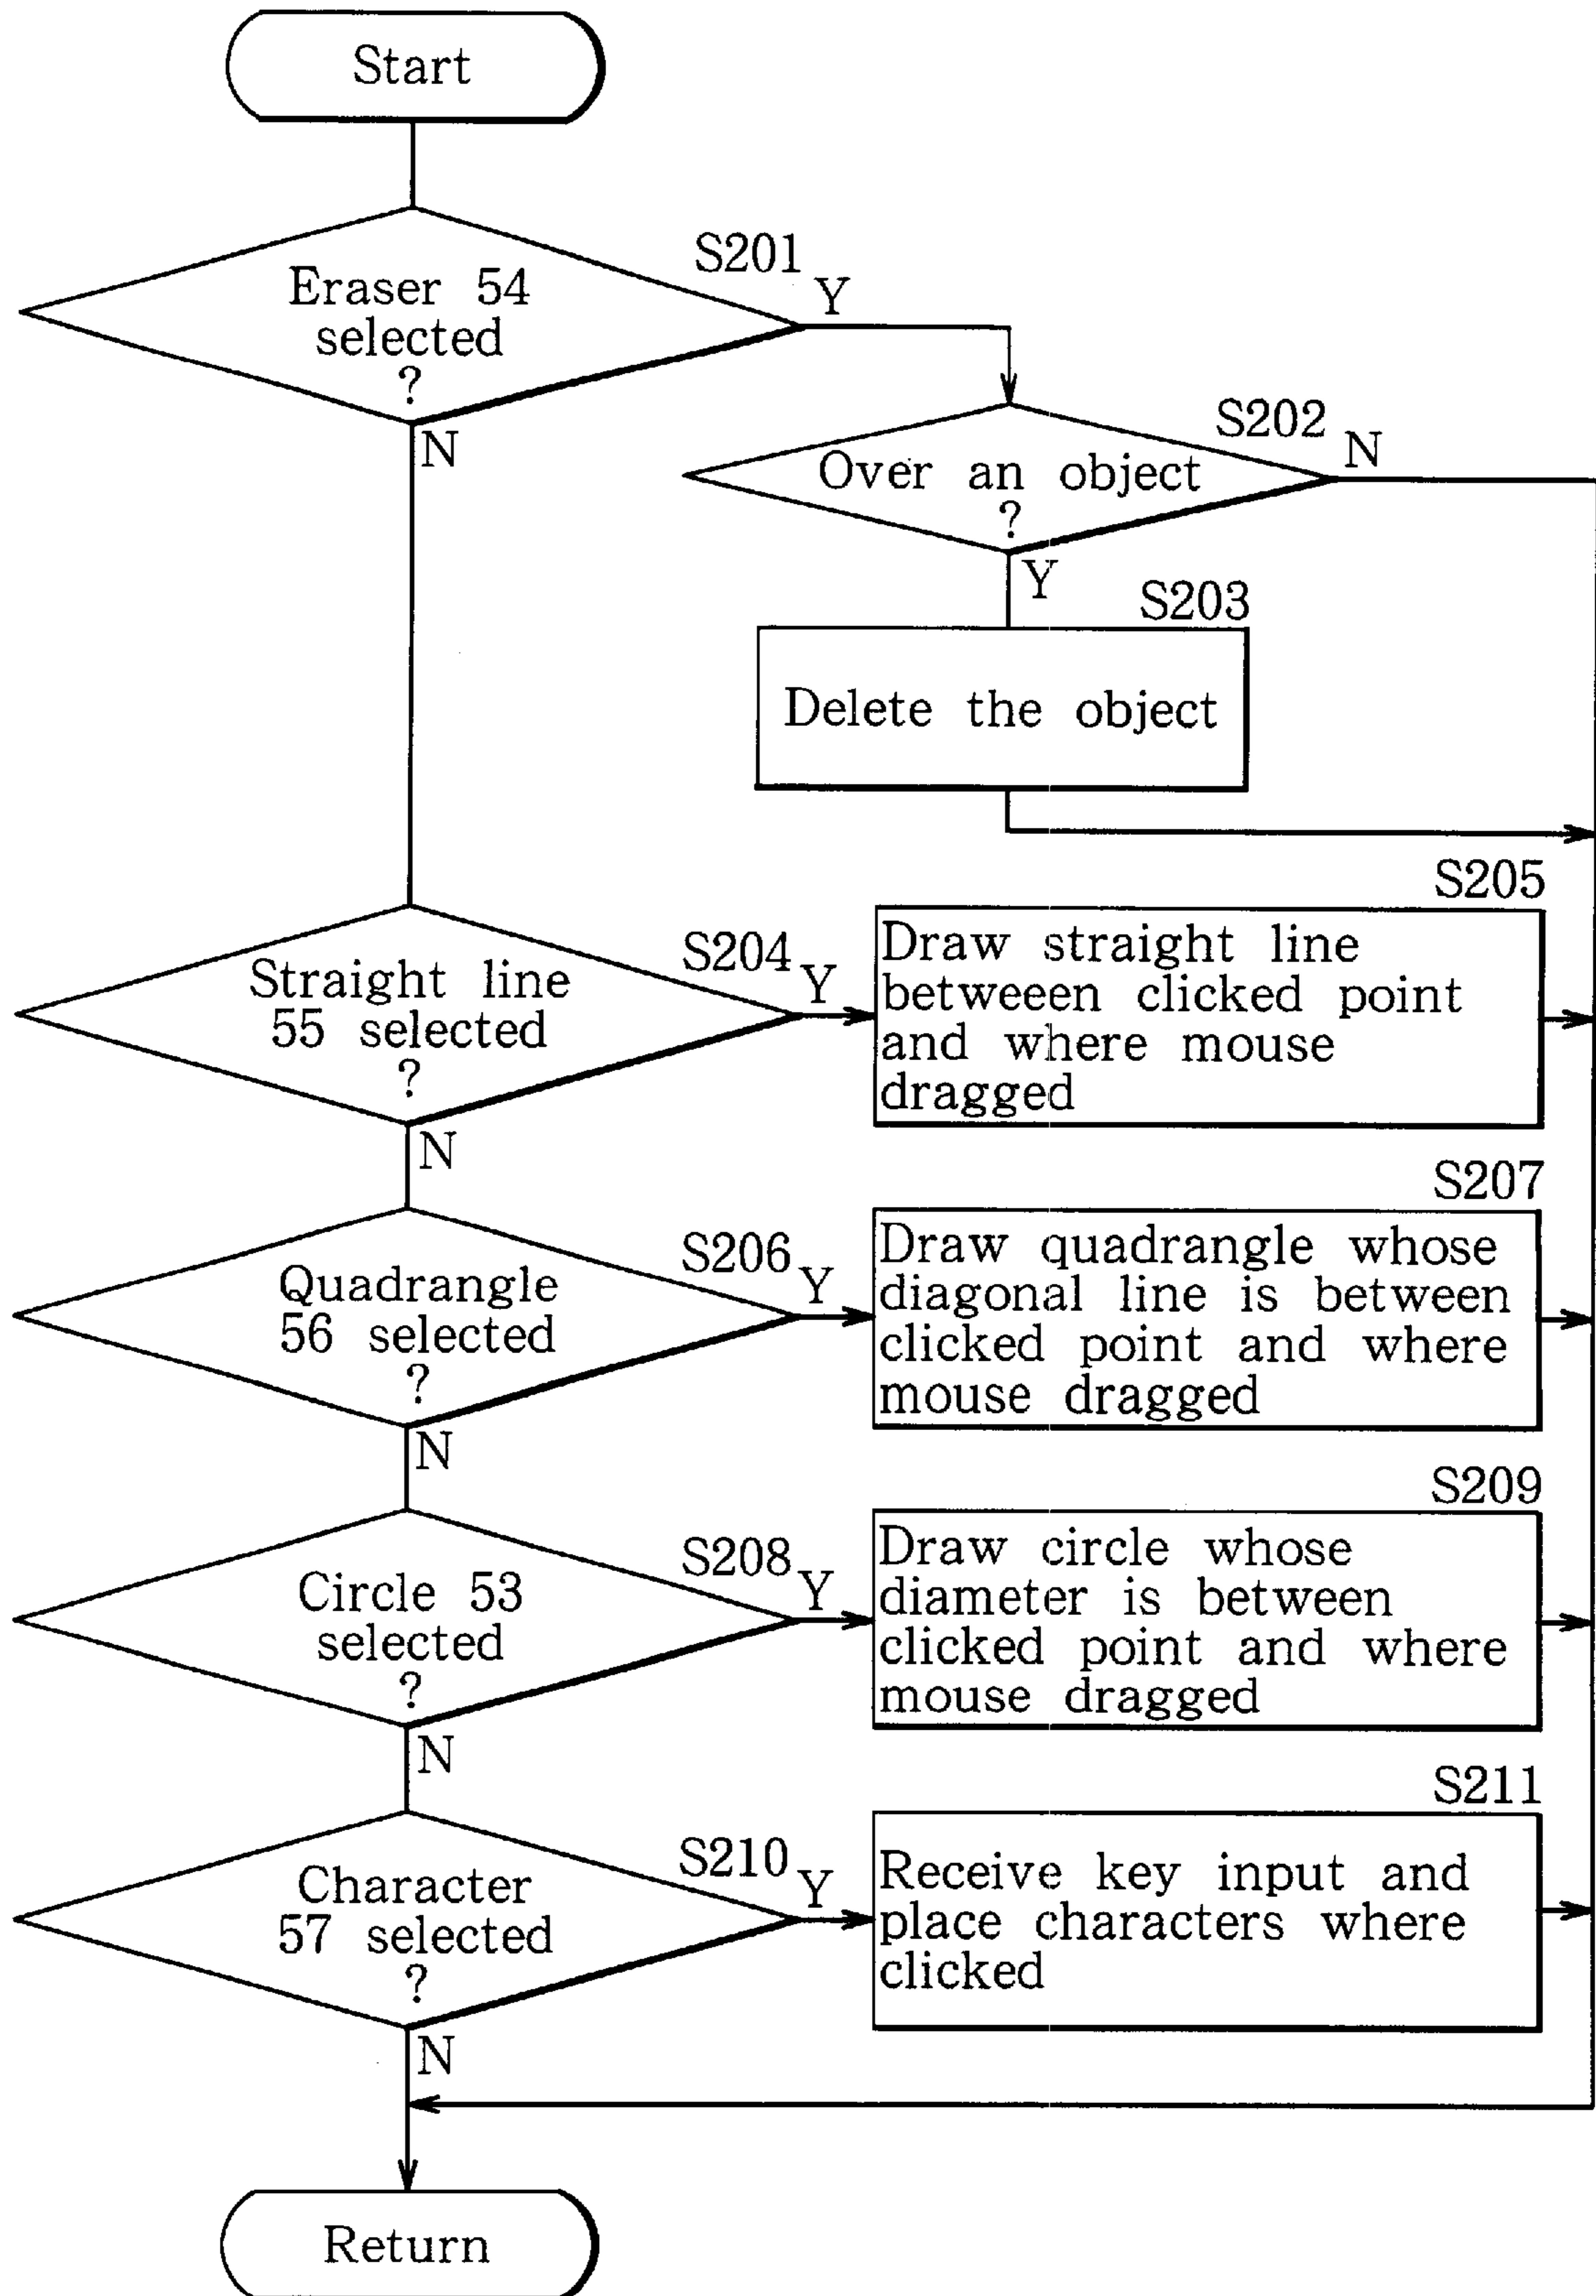 Start
S201
Eraser 54
selected
?
Y
N
S202
Over an object
?
N
Y
S203
Delete the object
S204
Straight line
55 selected
?
Y
N
S205
Draw straight line
betweeen clicked point
and where mouse
dragged
S206
Quadrangle
56 selected
?
Y
N
S207
Draw quadrangle whose
diagonal line is between
clicked point and where
mouse dragged
S208
Circle 53
selected
?
Y
N
S209
Draw circle whose
diameter is between
clicked point and where
mouse dragged
S210
Character
57 selected
?
Y
N
S211
Receive key input and
place characters where
clicked
Return